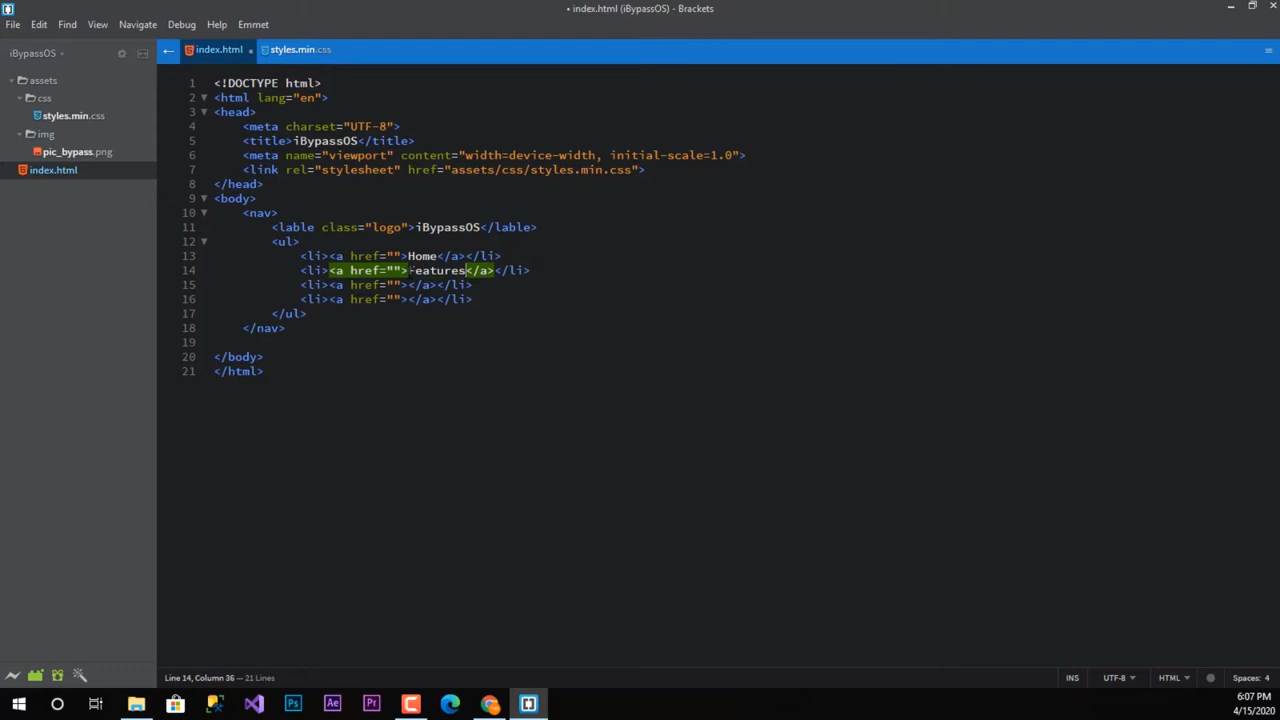 • index.html (iBypassOS) - Brackets
File Edit Find View Navigate Debug Help Emmet
iBypassOS
index.html
styles.min.css
assets
css
styles.min.css
img
pic_bypass.png
index.html
1 <!DOCTYPE html>
2 <html lang="en">
3 <head>
4 <meta charset="UTF-8">
5 <title>iBypassOS</title>
6 <meta name="viewport" content="width=device-width, initial-scale=1.0">
7 <link rel="stylesheet" href="assets/css/styles.min.css">
8 </head>
9 <body>
10 <nav>
11 <lable class="logo">iBypassOS</lable>
12 <ul>
13 <li><a href="">Home</a></li>
14 <li><a href="">Features</a></li>
15 <li><a href=""></a></li>
16 <li><a href=""></a></li>
17 </ul>
18 </nav>
19
20 </body>
21 </html>
Line 14, Column 36 — 21 Lines
INS UTF-8 HTML Spaces: 4
Ps Ae Pr
6:07 PM
4/15/2020